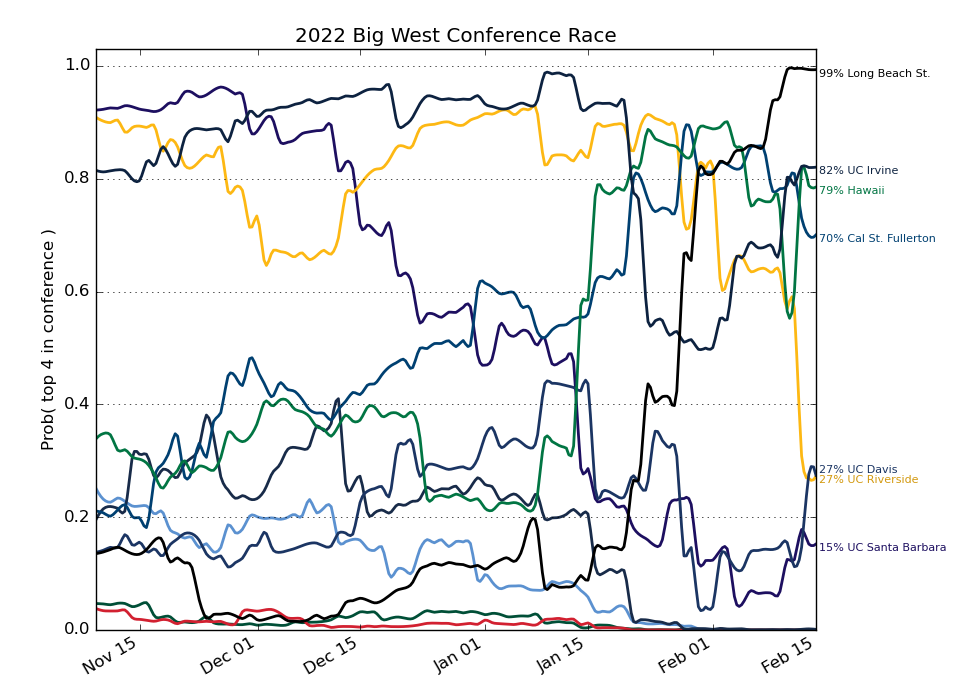 2022 Big West Conference Race
Prob( top 4 in conference )
1.0
0.8
0.6
0.4
0.2
0.0
Nov 15
Dec 01
Dec 15
Jan 01
Jan 15
Feb 01
Feb 15
99% Long Beach St.
82% UC Irvine
79% Hawaii
70% Cal St. Fullerton
27% UC Davis
27% UC Riverside
15% UC Santa Barbara